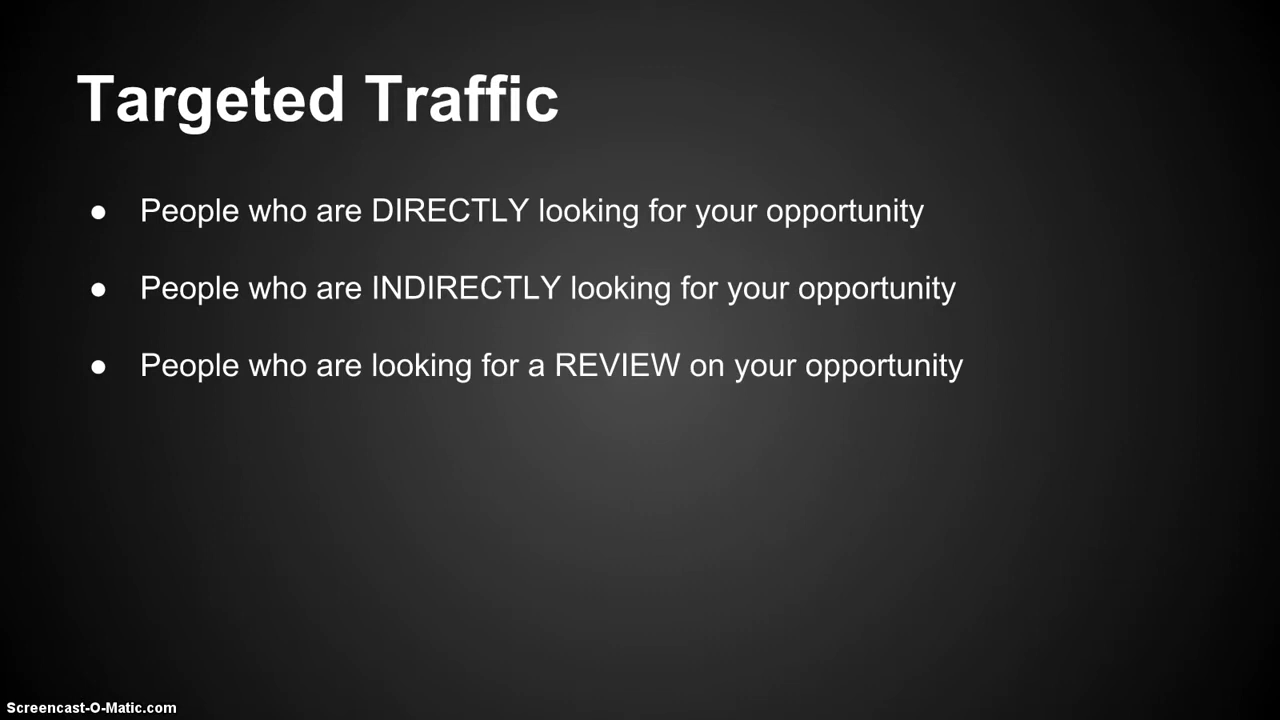 Targeted Traffic
● People who are DIRECTLY looking for your opportunity
● People who are INDIRECTLY looking for your opportunity
● People who are looking for a REVIEW on your opportunity
Screencast-O-Matic.com